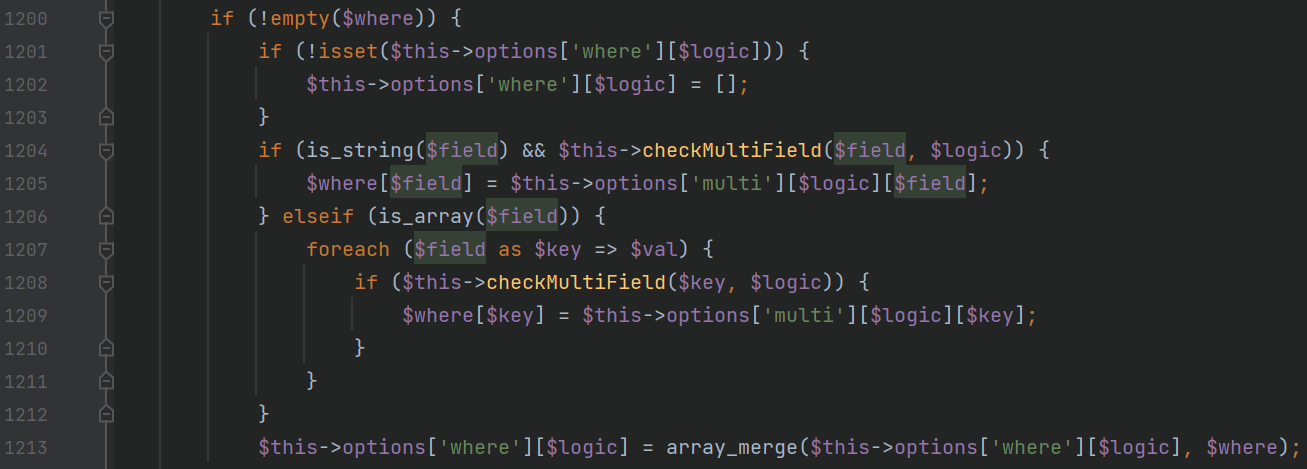 1200 if (!empty($where)) {
1201 if (!isset($this->options['where'][$logic])) {
1202 $this->options['where'][$logic] = [];
1203 }
1204 if (is_string($field) && $this->checkMultiField($field, $logic)) {
1205 $where[$field] = $this->options['multi'][$logic][$field];
1206 } elseif (is_array($field)) {
1207 foreach ($field as $key => $val) {
1208 if ($this->checkMultiField($key, $logic)) {
1209 $where[$key] = $this->options['multi'][$logic][$key];
1210 }
1211 }
1212 }
1213 $this->options['where'][$logic] = array_merge($this->options['where'][$logic], $where);